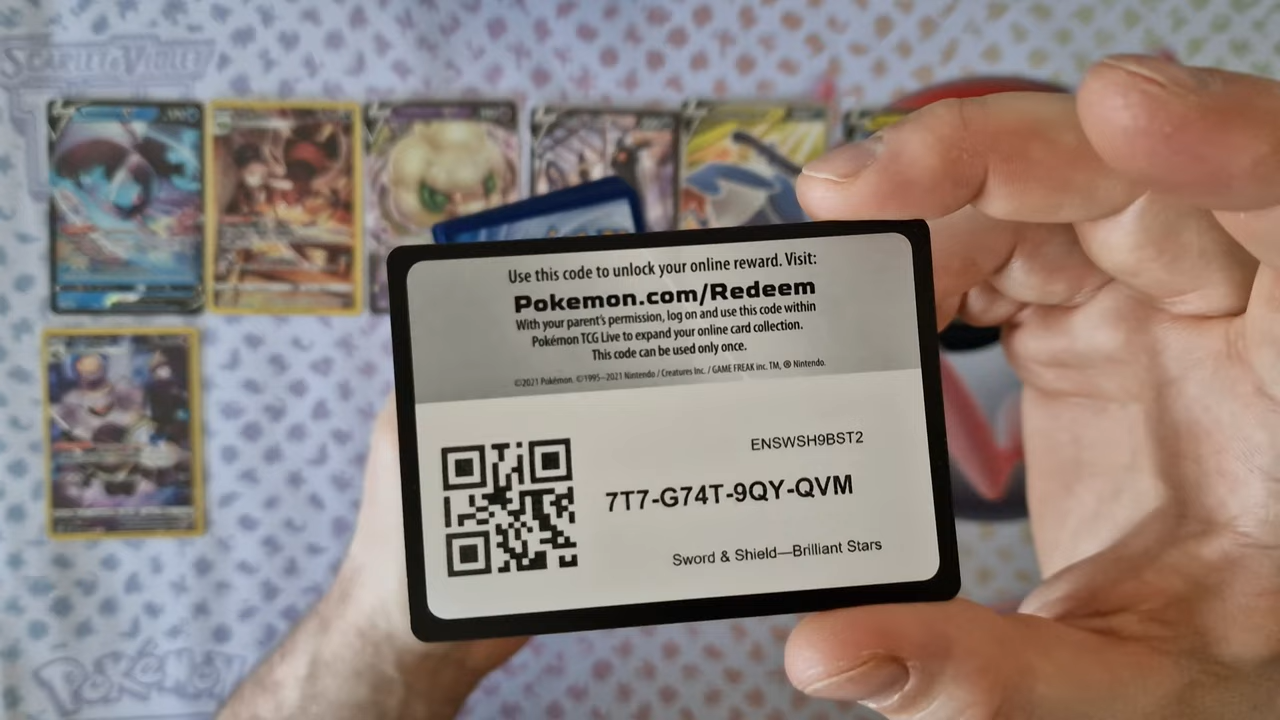 SCARLET & VIOLET
Use this code to unlock your online reward. Visit:
Pokemon.com/Redeem
With your parent's permission, log on and use this code within
Pokémon TCG Live to expand your online card collection.
This code can be used only once.
©2021 Pokémon. ©1995–2021 Nintendo / Creatures Inc. / GAME FREAK inc. TM, ® Nintendo.
ENSWSH9BST2
7T7-G74T-9QY-QVM
Sword & Shield—Brilliant Stars
POKÉMON